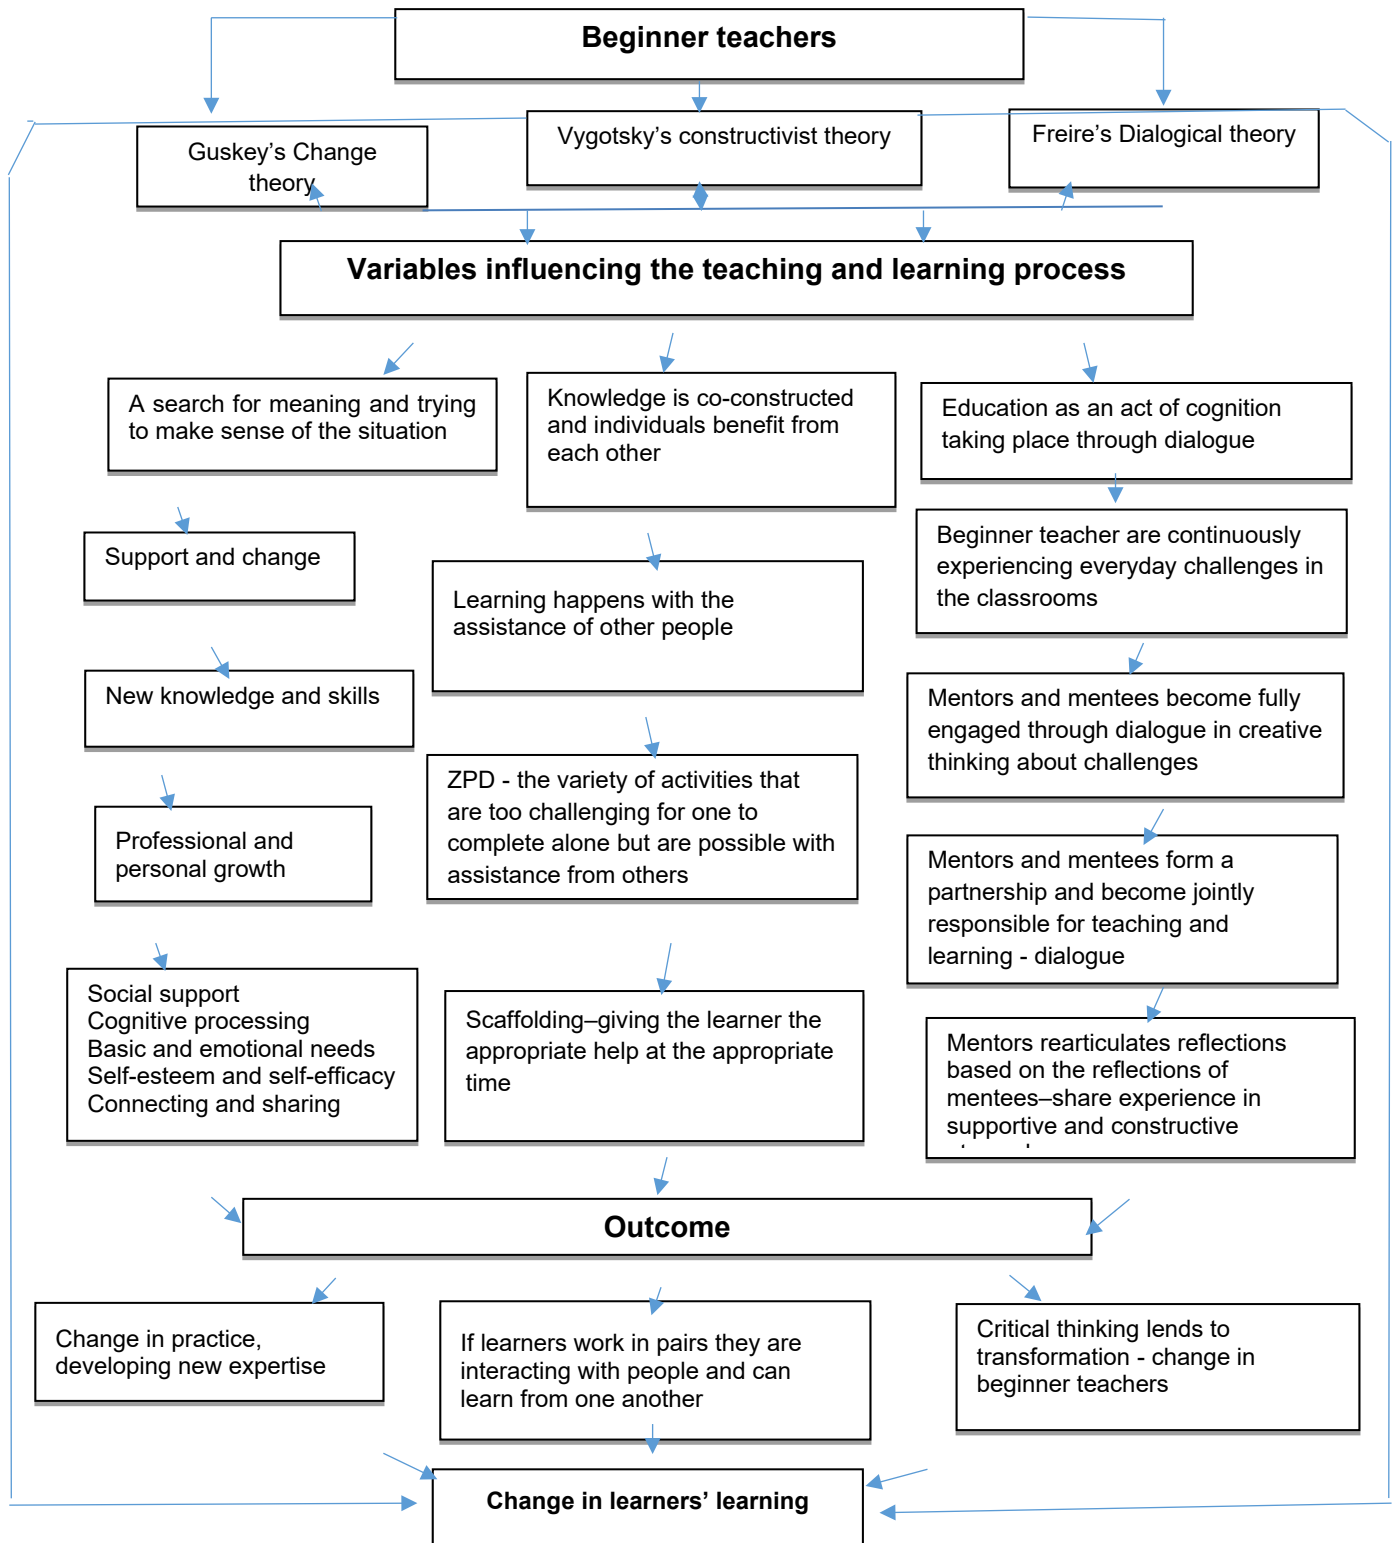 Beginner teachers
Guskey's Change
theory
Vygotsky's constructivist theory
Freire's Dialogical theory
Variables influencing the teaching and learning process
A search for meaning and trying
to make sense of the situation
Support and change
New knowledge and skills
Professional and
personal growth
Social support
Cognitive processing
Basic and emotional needs
Self-esteem and self-efficacy
Connecting and sharing
Knowledge is co-constructed
and individuals benefit from
each other
Learning happens with the
assistance of other people
ZPD - the variety of activities that
are too challenging for one to
complete alone but are possible with
assistance from others
Scaffolding–giving the learner the
appropriate help at the appropriate
time
Education as an act of cognition
taking place through dialogue
Beginner teacher are continuously
experiencing everyday challenges in
the classrooms
Mentors and mentees become fully
engaged through dialogue in creative
thinking about challenges
Mentors and mentees form a
partnership and become jointly
responsible for teaching and
learning - dialogue
Mentors rearticulates reflections
based on the reflections of
mentees–share experience in
supportive and constructive
Outcome
Change in practice,
developing new expertise
If learners work in pairs they are
interacting with people and can
learn from one another
Critical thinking lends to
transformation - change in
beginner teachers
Change in learners' learning